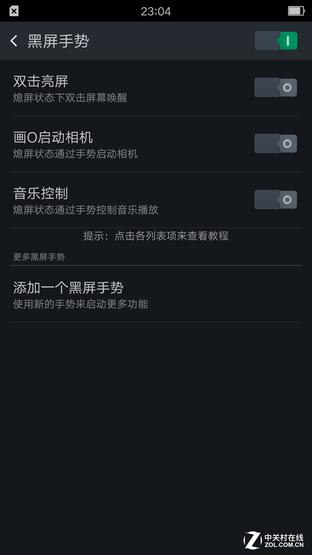 23:04
黑屏手势
双击亮屏
熄屏状态下双击屏幕唤醒
画O启动相机
熄屏状态通过手势启动相机
音乐控制
熄屏状态通过手势控制音乐播放
提示：点击各列表项来查看教程
更多黑屏手势
添加一个黑屏手势
使用新的手势来启动更多功能
中关村在线
ZOL.COM.CN